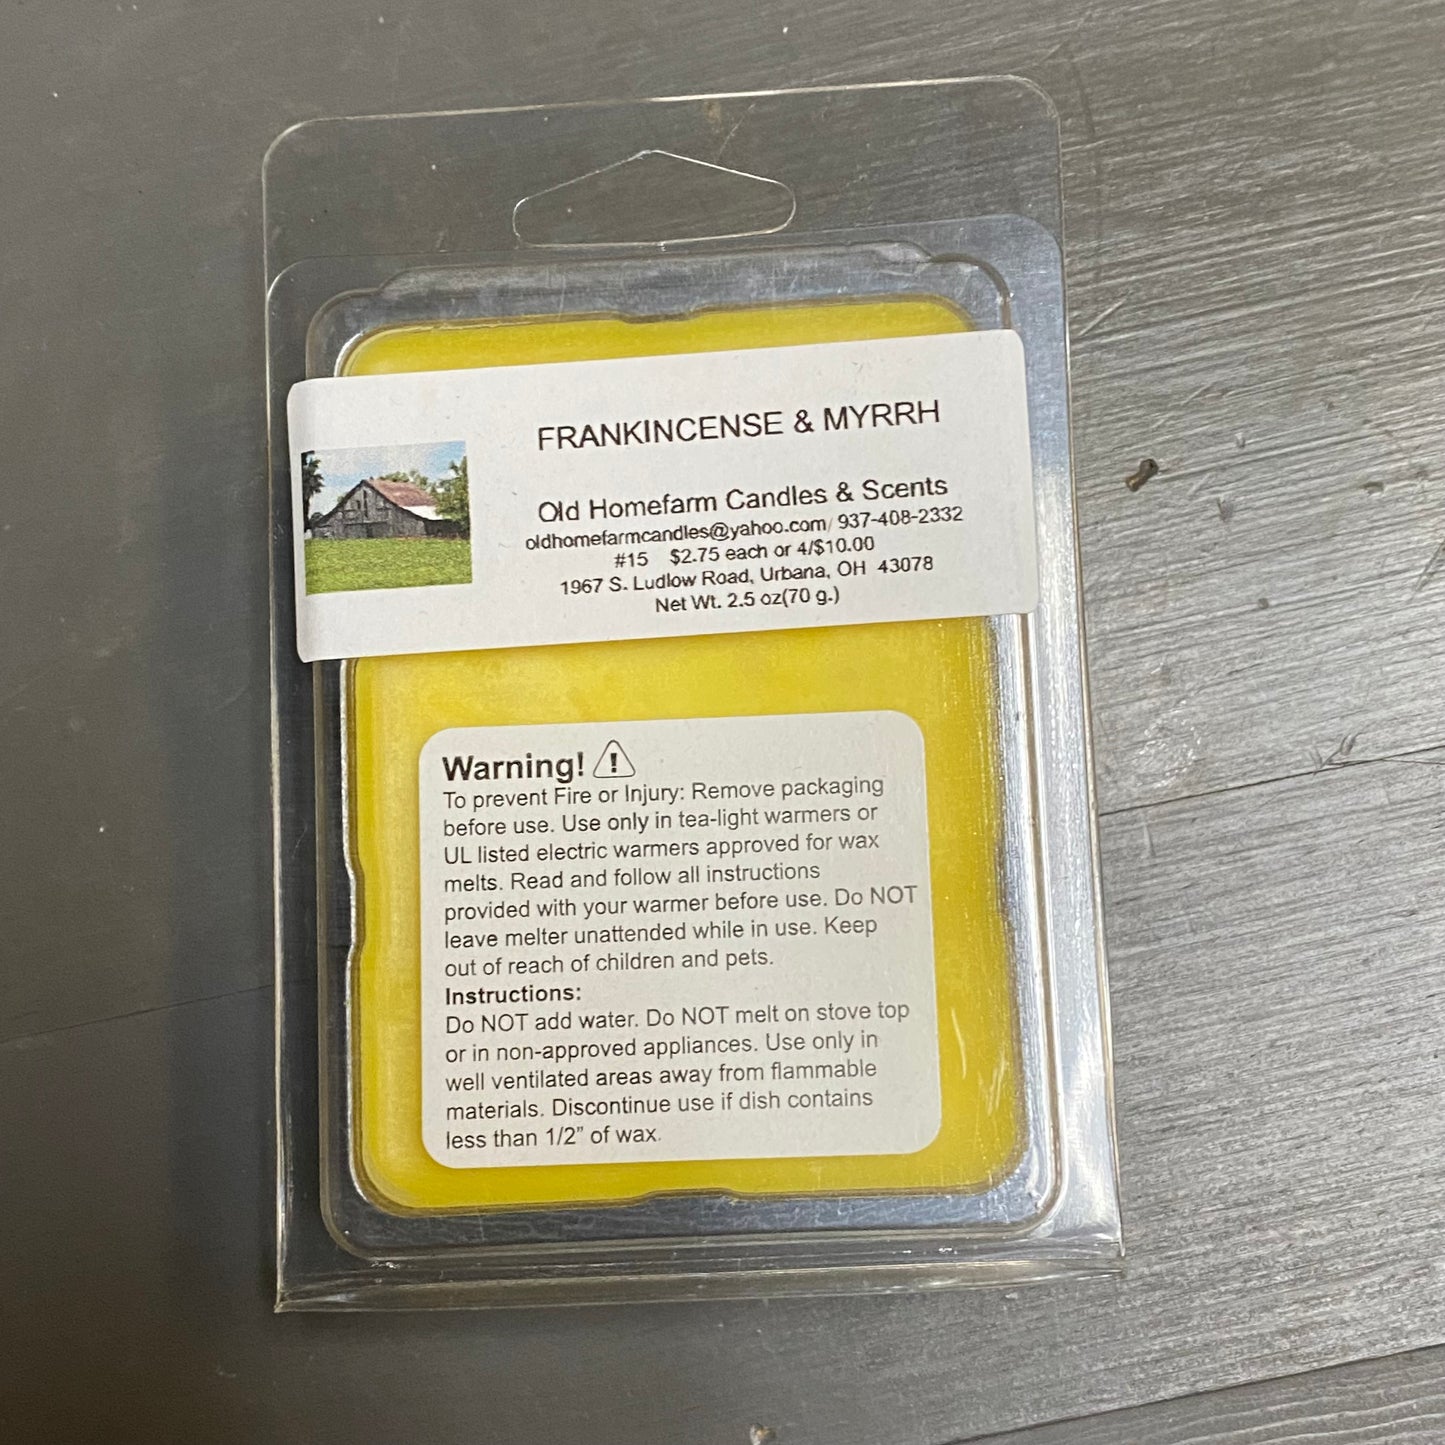 FRANKINCENSE & MYRRH
Old Homefarm Candles & Scents
oldhomefarmcandles@yahoo.com/ 937-408-2332
#15 $2.75 each or 4/$10.00
1967 S. Ludlow Road, Urbana, OH 43078
Net Wt. 2.5 oz(70 g.)
Warning! !
To prevent Fire or Injury: Remove packaging
before use. Use only in tea-light warmers or
UL listed electric warmers approved for wax
melts. Read and follow all instructions
provided with your warmer before use. Do NOT
leave melter unattended while in use. Keep
out of reach of children and pets.
Instructions:
Do NOT add water. Do NOT melt on stove top
or in non-approved appliances. Use only in
well ventilated areas away from flammable
materials. Discontinue use if dish contains
less than 1/2” of wax.